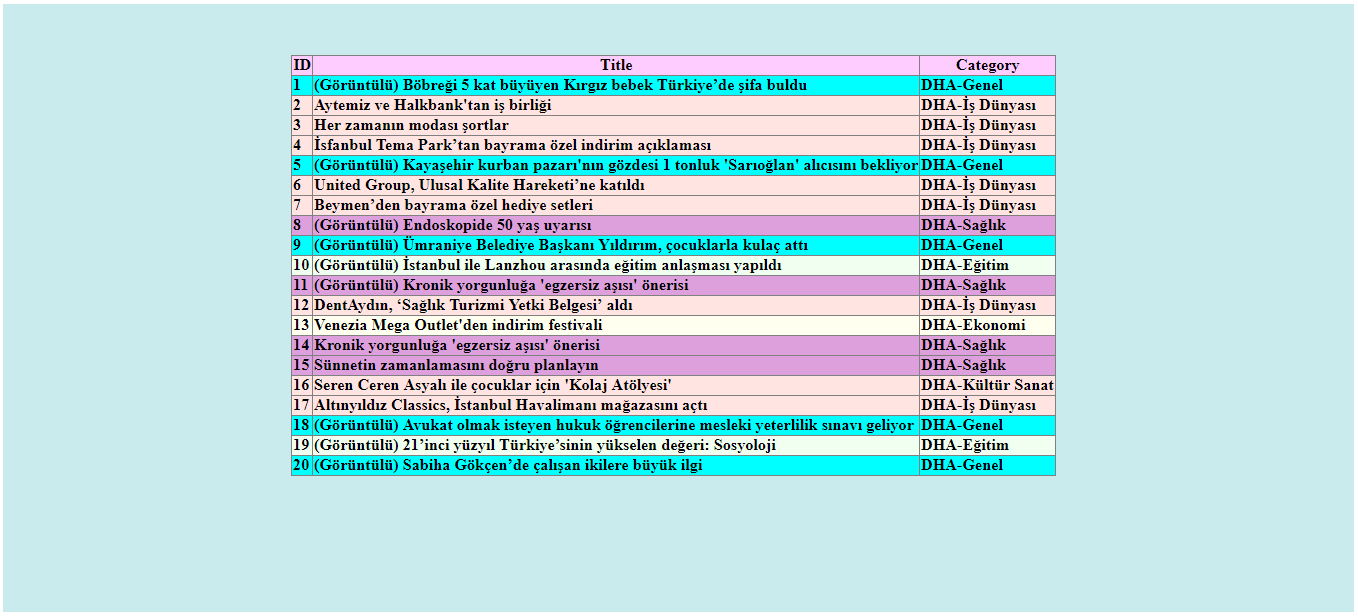 ID Title Category
1 (Görüntülü) Böbreği 5 kat büyüyen Kırgız bebek Türkiye’de şifa buldu DHA-Genel
2 Aytemiz ve Halkbank'tan iş birliği DHA-İş Dünyası
3 Her zamanın modası şortlar DHA-İş Dünyası
4 İsfanbul Tema Park’tan bayrama özel indirim açıklaması DHA-İş Dünyası
5 (Görüntülü) Kayaşehir kurban pazarı'nın gözdesi 1 tonluk 'Sarıoğlan' alıcısını bekliyor DHA-Genel
6 United Group, Ulusal Kalite Hareketi’ne katıldı DHA-İş Dünyası
7 Beymen’den bayrama özel hediye setleri DHA-İş Dünyası
8 (Görüntülü) Endoskopide 50 yaş uyarısı DHA-Sağlık
9 (Görüntülü) Ümraniye Belediye Başkanı Yıldırım, çocuklarla kulaç attı DHA-Genel
10 (Görüntülü) İstanbul ile Lanzhou arasında eğitim anlaşması yapıldı DHA-Eğitim
11 (Görüntülü) Kronik yorgunluğa 'egzersiz aşısı' önerisi DHA-Sağlık
12 DentAydın, ‘Sağlık Turizmi Yetki Belgesi’ aldı DHA-İş Dünyası
13 Venezia Mega Outlet'den indirim festivali DHA-Ekonomi
14 Kronik yorgunluğa 'egzersiz aşısı' önerisi DHA-Sağlık
15 Sünnetin zamanlamasını doğru planlayın DHA-Sağlık
16 Seren Ceren Asyalı ile çocuklar için 'Kolaj Atölyesi' DHA-Kültür Sanat
17 Altınyıldız Classics, İstanbul Havalimanı mağazasını açtı DHA-İş Dünyası
18 (Görüntülü) Avukat olmak isteyen hukuk öğrencilerine mesleki yeterlilik sınavı geliyor DHA-Genel
19 (Görüntülü) 21’inci yüzyıl Türkiye’sinin yükselen değeri: Sosyoloji DHA-Eğitim
20 (Görüntülü) Sabiha Gökçen’de çalışan ikilere büyük ilgi DHA-Genel